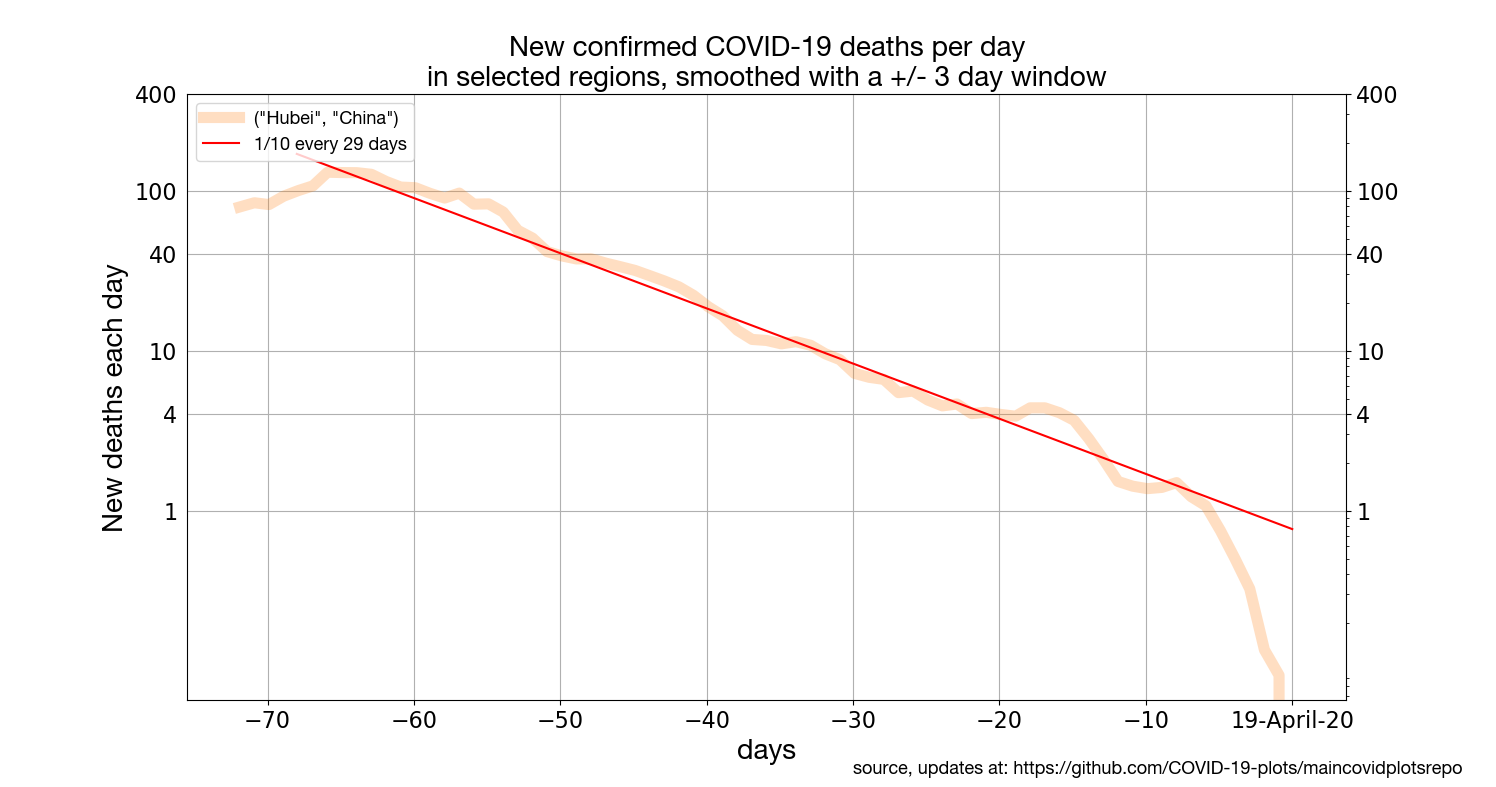 New confirmed COVID-19 deaths per day
in selected regions, smoothed with a +/- 3 day window
("Hubei", "China")
1/10 every 29 days
New deaths each day
400
100
40
10
4
1
400
100
40
10
4
1
−70
−60
−50
−40
−30
−20
−10
19-April-20
days
source, updates at: https://github.com/COVID-19-plots/maincovidplotsrepo